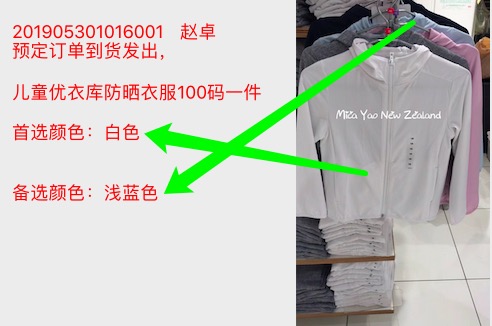 201905301016001 赵卓
预定订单到货发出，
儿童优衣库防晒衣服100码一件
首选颜色：白色
备选颜色：浅蓝色
Mira Yao New Zealand